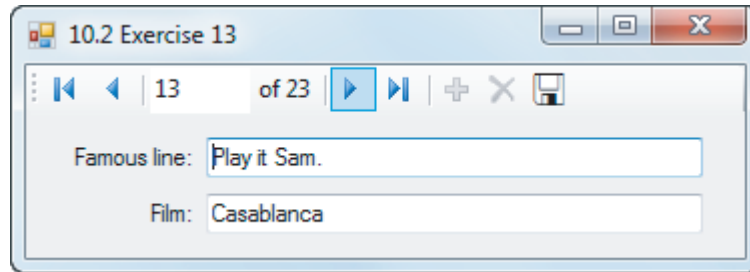 10.2 Exercise 13
13 of 23
Famous line: Play it Sam.
Film: Casablanca